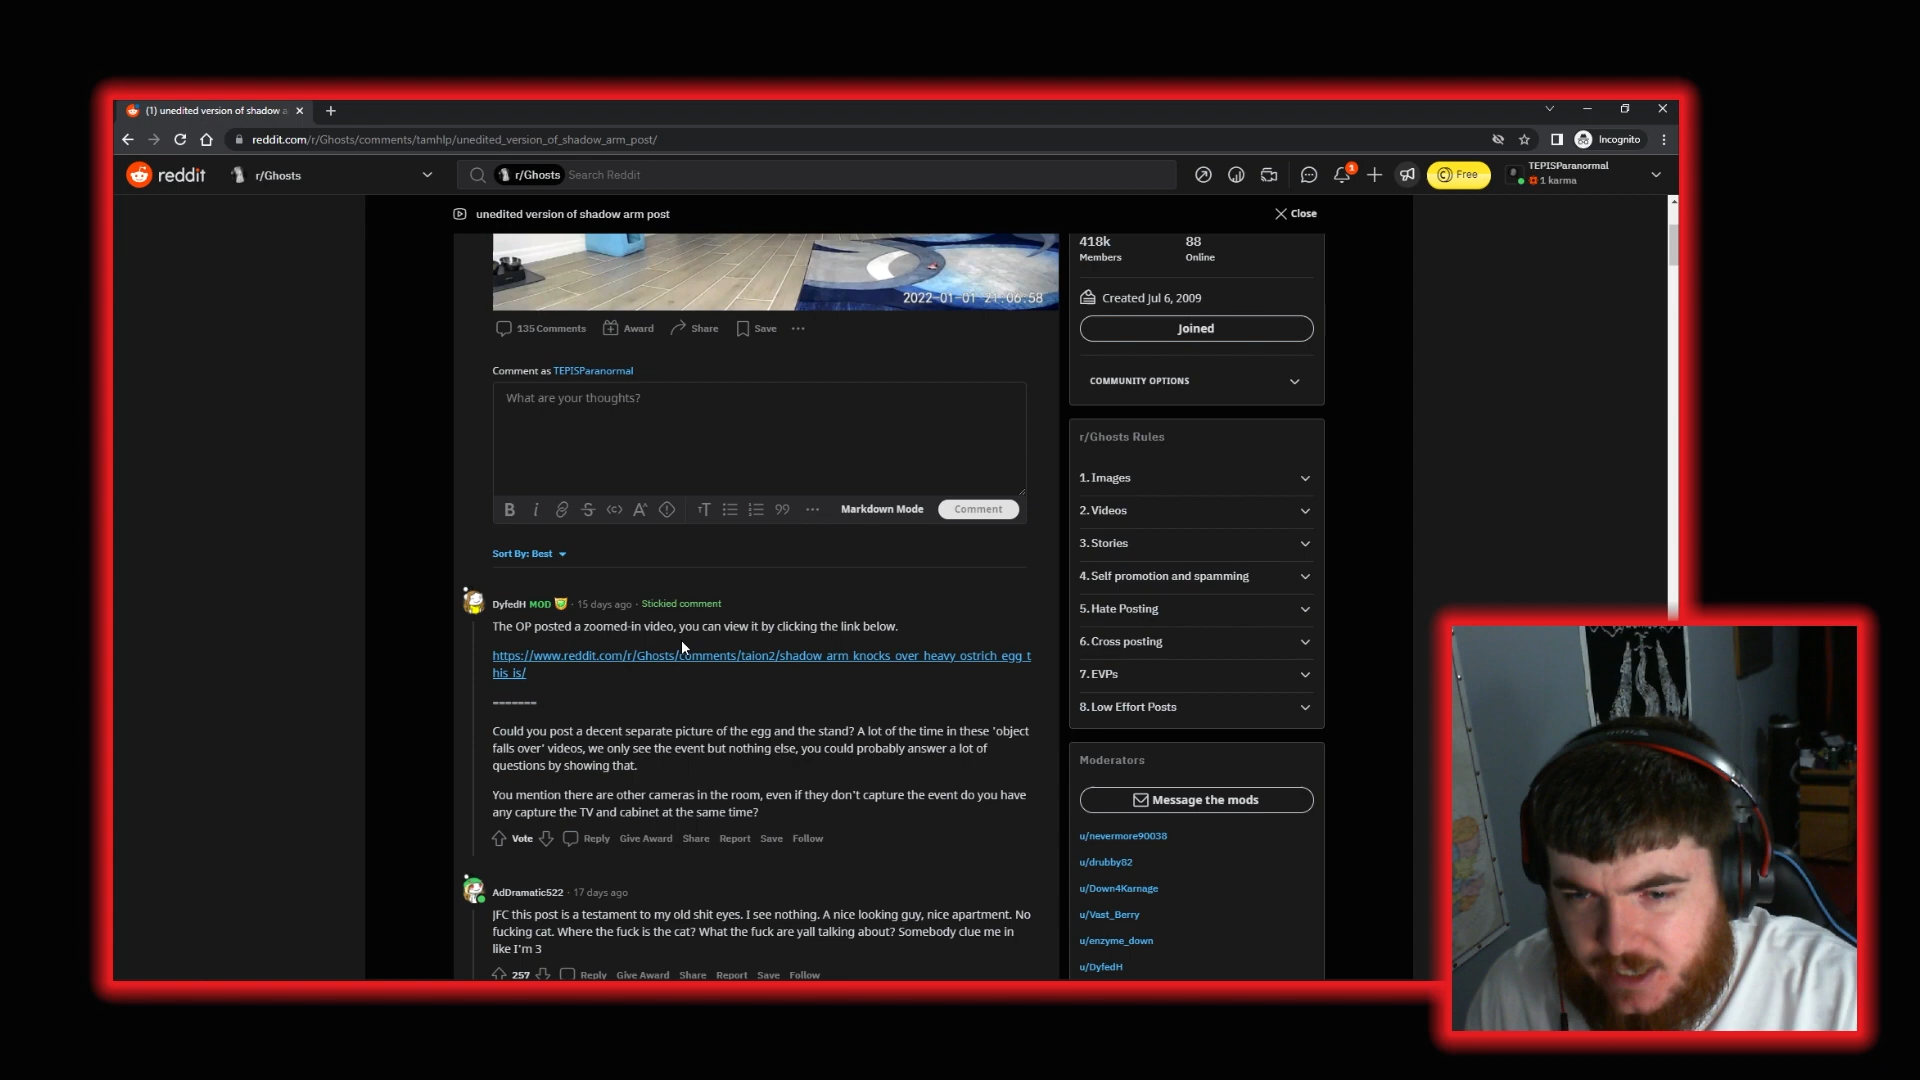 (1) unedited version of shadow a
reddit.com/r/Ghosts/comments/tamhlp/unedited_version_of_shadow_arm_post/
Incognito
reddit
r/Ghosts
r/Ghosts Search Reddit
1
Free
TEPISParanormal
1 karma
unedited version of shadow arm post
Close
2022-01-01 21:06:58
135 Comments Award Share Save
Comment as TEPISParanormal
What are your thoughts?
Markdown Mode
Comment
Sort By: Best
DyfedH MOD · 15 days ago · Stickied comment
The OP posted a zoomed-in video, you can view it by clicking the link below.
https://www.reddit.com/r/Ghosts/comments/taion2/shadow_arm_knocks_over_heavy_ostrich_egg_t
his_is/
=======
Could you post a decent separate picture of the egg and the stand? A lot of the time in these 'object
falls over' videos, we only see the event but nothing else, you could probably answer a lot of
questions by showing that.
You mention there are other cameras in the room, even if they don't capture the event do you have
any capture the TV and cabinet at the same time?
Vote Reply Give Award Share Report Save Follow
AdDramatic522 · 17 days ago
JFC this post is a testament to my old shit eyes. I see nothing. A nice looking guy, nice apartment. No
fucking cat. Where the fuck is the cat? What the fuck are yall talking about? Somebody clue me in
like I'm 3
257 Reply Give Award Share Report Save Follow
418k 88
Members Online
Created Jul 6, 2009
Joined
COMMUNITY OPTIONS
r/Ghosts Rules
1. Images
2. Videos
3. Stories
4. Self promotion and spamming
5. Hate Posting
6. Cross posting
7. EVPs
8. Low Effort Posts
Moderators
Message the mods
u/nevermore90038
u/drubby82
u/Down4Karnage
u/Vast_Berry
u/enzyme_down
u/DyfedH